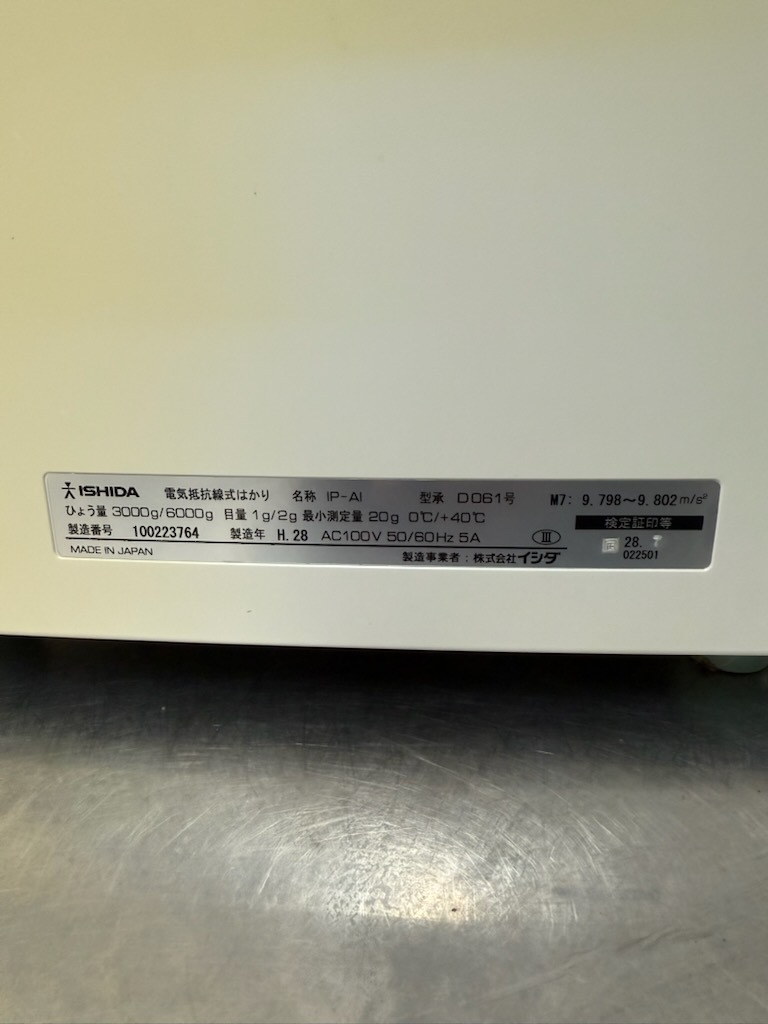 ISHIDA 電気抵抗線式はかり 名称 IP-AI 型承 D061号 M7: 9.798～9.802m/s²
ひょう量 3000g/6000g 目量 1g/2g 最小測定量 20g 0℃/+40℃
検定証印等
製造番号 100223764 製造年 H.28 AC100V 50/60Hz 5A III
28.
MADE IN JAPAN 製造事業者:株式会社イシダ
022501